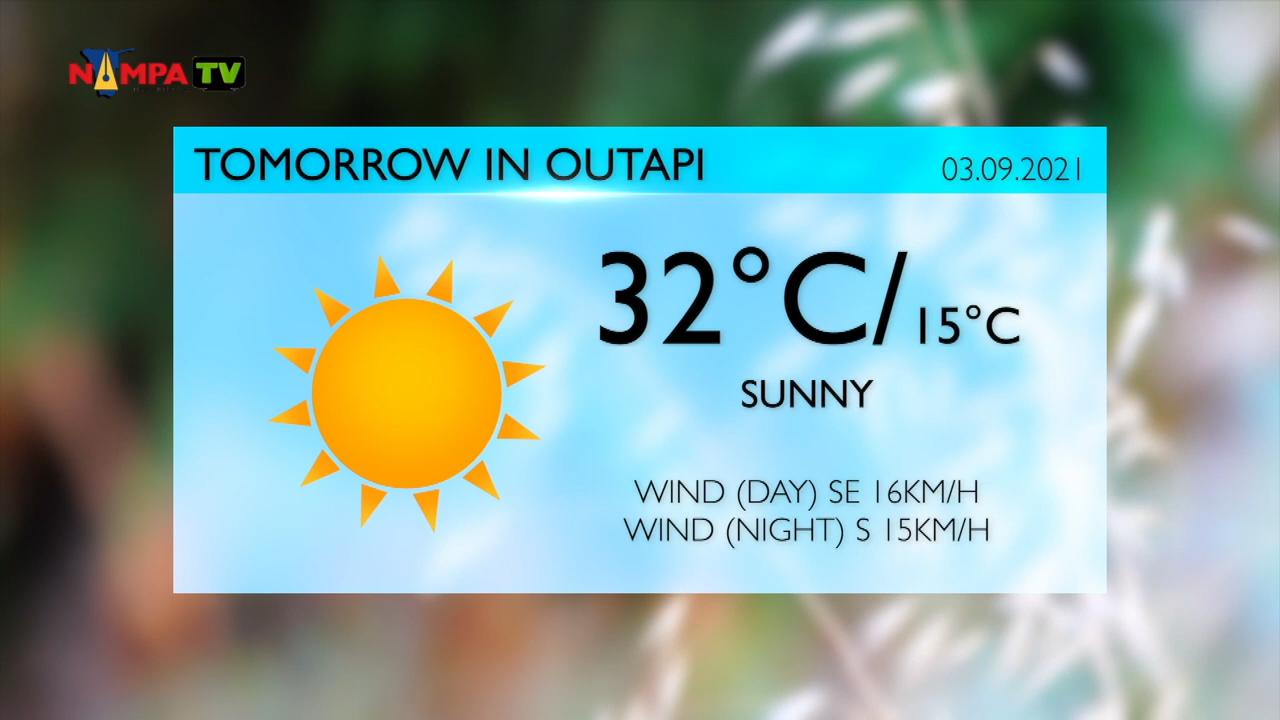 NAMPA TV
TOMORROW IN OUTAPI
03.09.2021
32°C/15°C
SUNNY
WIND (DAY) SE 16KM/H
WIND (NIGHT) S 15KM/H